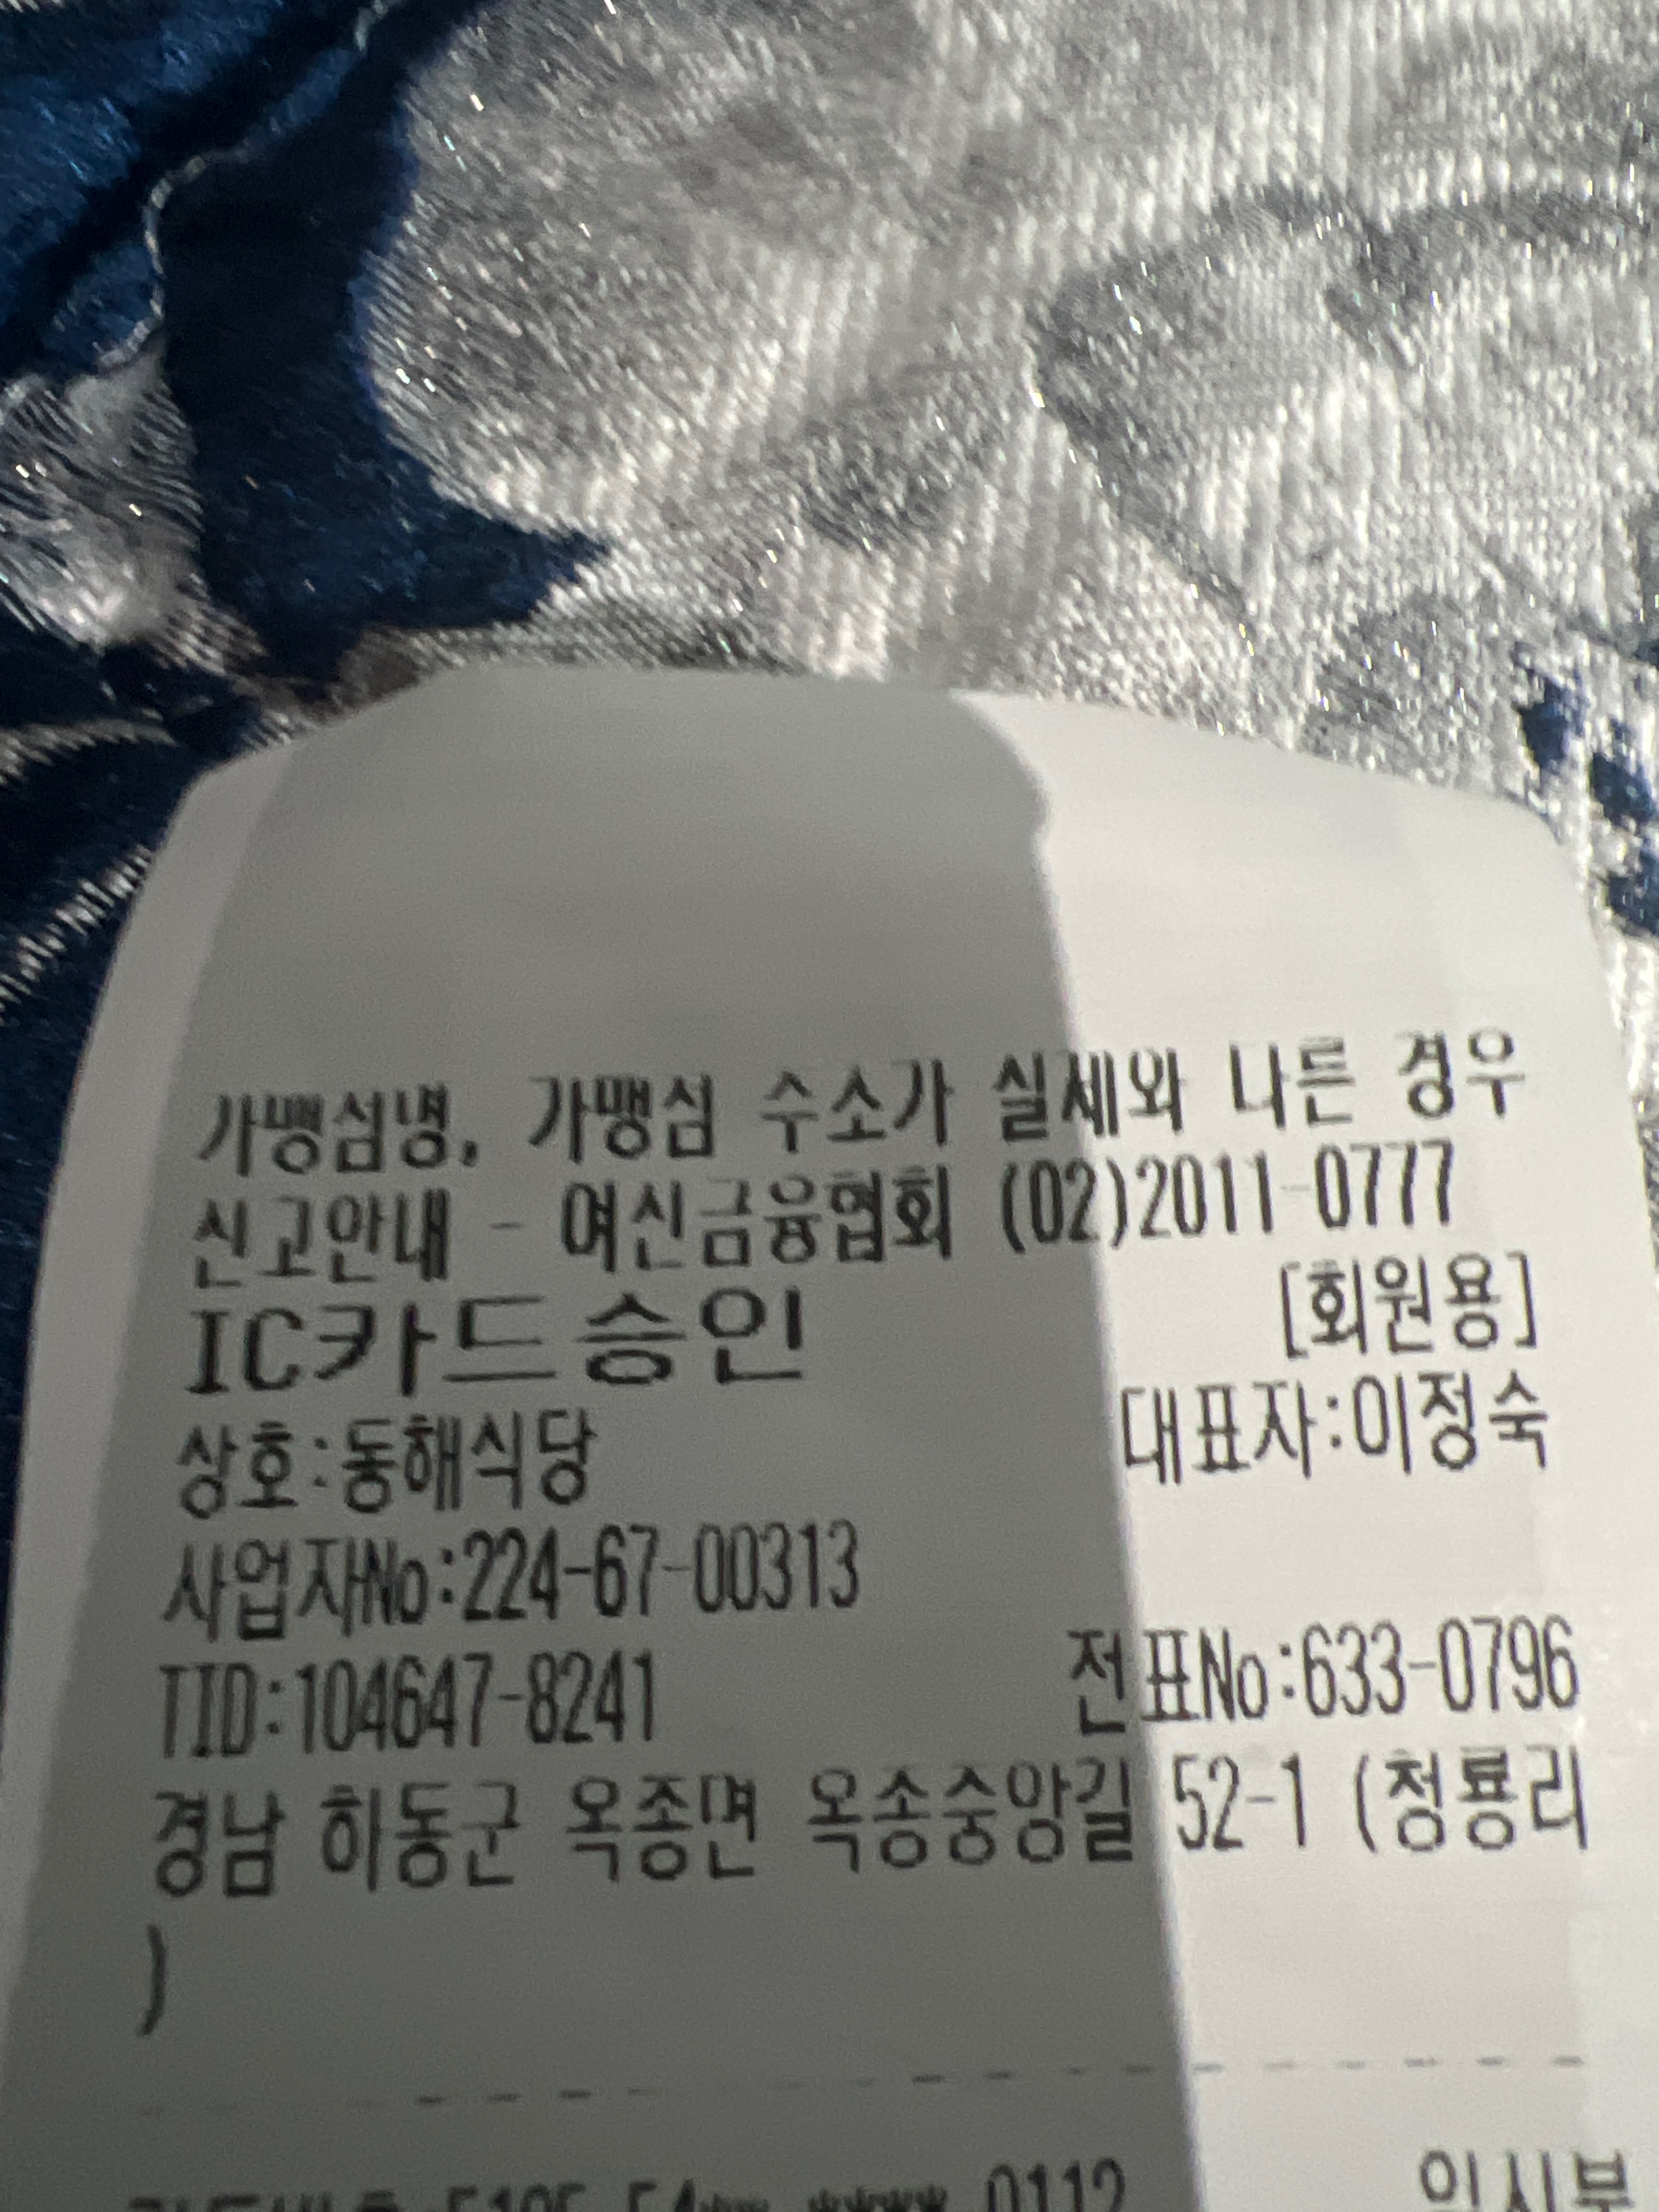 가맹점명, 가맹점 주소가 실제와 다른 경우
신고안내 - 여신금융협회 (02)2011-0777
IC카드승인 [회원용]
상호:동해식당 대표자:이정숙
사업자No:224-67-00313
TID:104647-8241 전표No:633-0796
경남 하동군 옥종면 옥종중앙길 52-1 (청룡리
)
0112
일시불